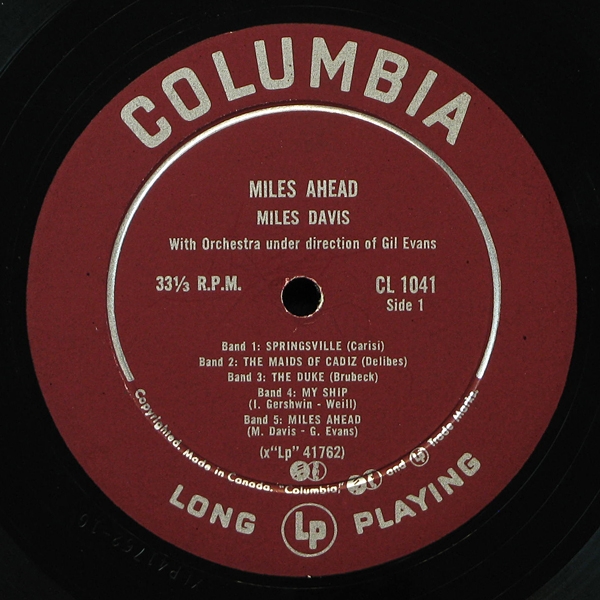 COLUMBIA
MILES AHEAD
MILES DAVIS
With Orchestra under direction of Gil Evans
33⅓ R.P.M.
CL 1041
Side 1
Band 1: SPRINGSVILLE (Carisi)
Band 2: THE MAIDS OF CADIZ (Delibes)
Band 3: THE DUKE (Brubeck)
Band 4: MY SHIP
(I. Gershwin - Weill)
Band 5: MILES AHEAD
(M. Davis - G. Evans)
(x"Lp" 41762)
Copyrighted. Made in Canada. "Columbia," and Lp Trade Marks
LONG Lp PLAYING